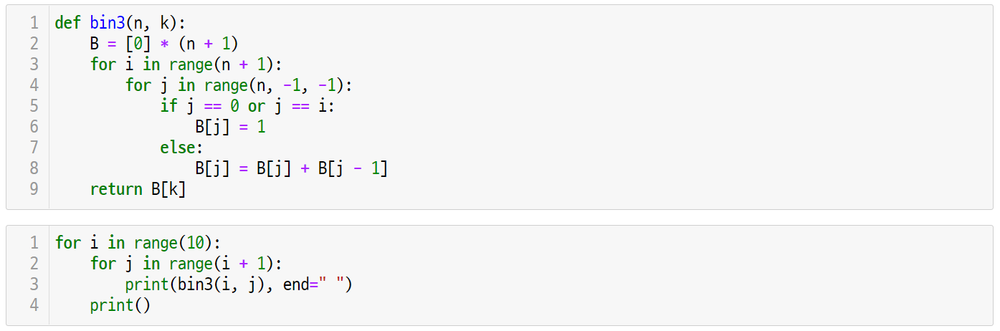 1 def bin3(n, k):
2     B = [0] * (n + 1)
3     for i in range(n + 1):
4         for j in range(n, -1, -1):
5             if j == 0 or j == i:
6                 B[j] = 1
7             else:
8                 B[j] = B[j] + B[j - 1]
9     return B[k]
1 for i in range(10):
2     for j in range(i + 1):
3         print(bin3(i, j), end=" ")
4     print()